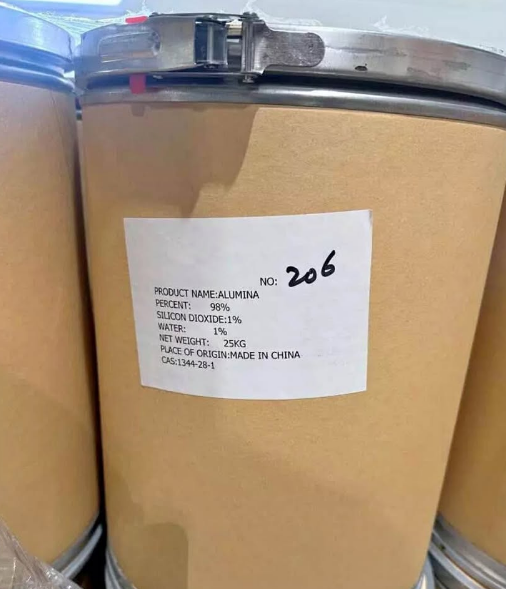 NO: 206
PRODUCT NAME:ALUMINA
PERCENT: 98%
SILICON DIOXIDE:1%
WATER: 1%
NET WEIGHT: 25KG
PLACE OF ORIGIN:MADE IN CHINA
CAS:1344-28-1